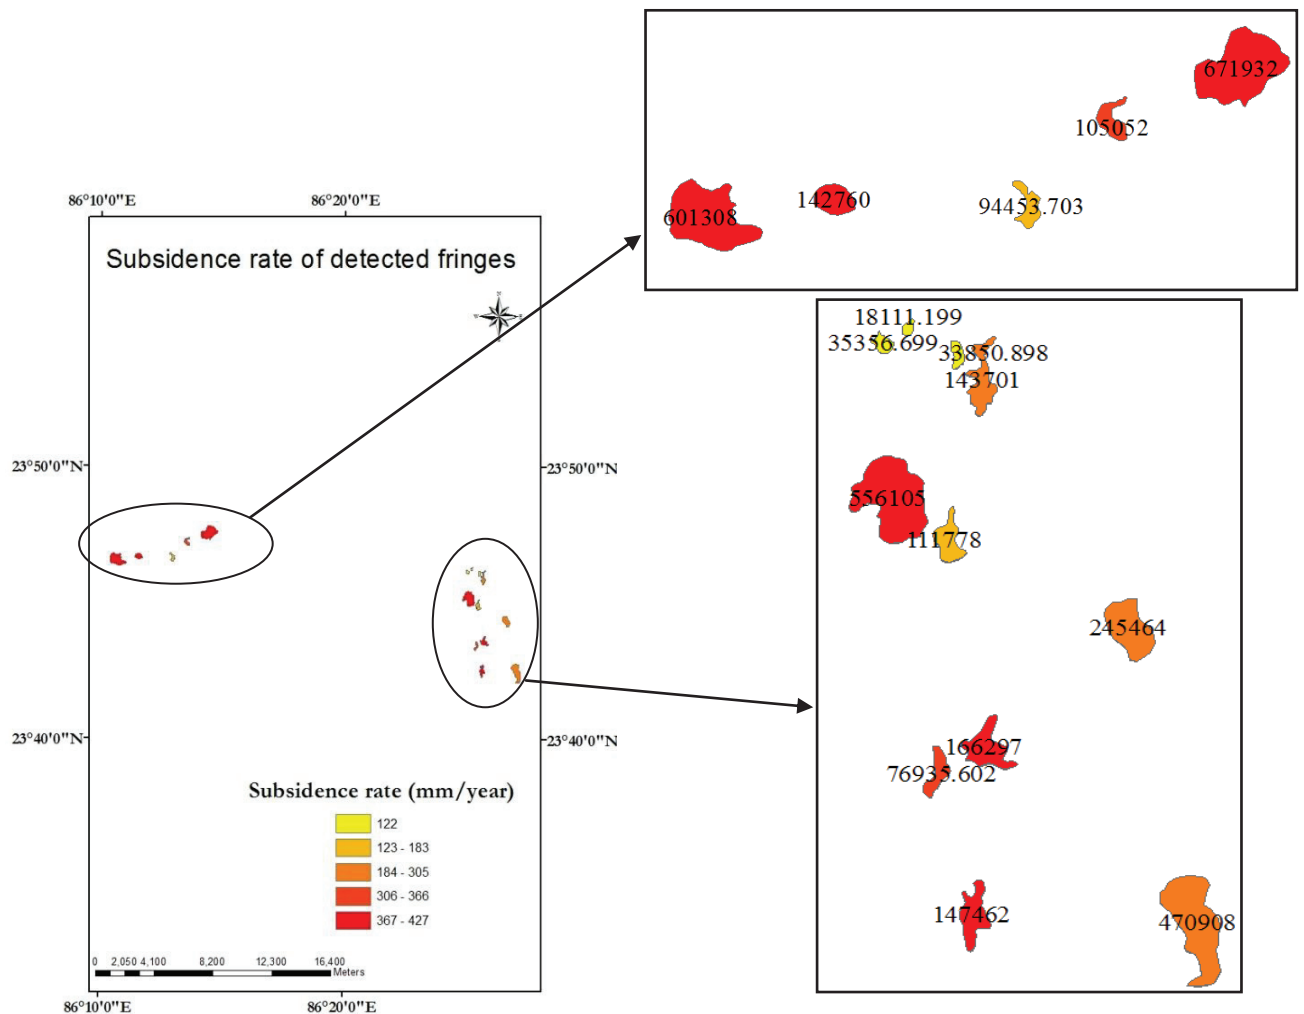 86°10'0"E
86°20'0"E
Subsidence rate of detected fringes
23°50'0"N
23°50'0"N
23°40'0"N
23°40'0"N
Subsidence rate (mm/year)
122
123 - 183
184 - 305
306 - 366
367 - 427
0 2,050 4,100 8,200 12,300 16,400
Meters
86°10'0"E
86°20'0"E
671932
105052
142760
94453.703
601308
18111.199
35356.699
33850.898
143701
556105
111778
245464
166297
76935.602
147462
470908